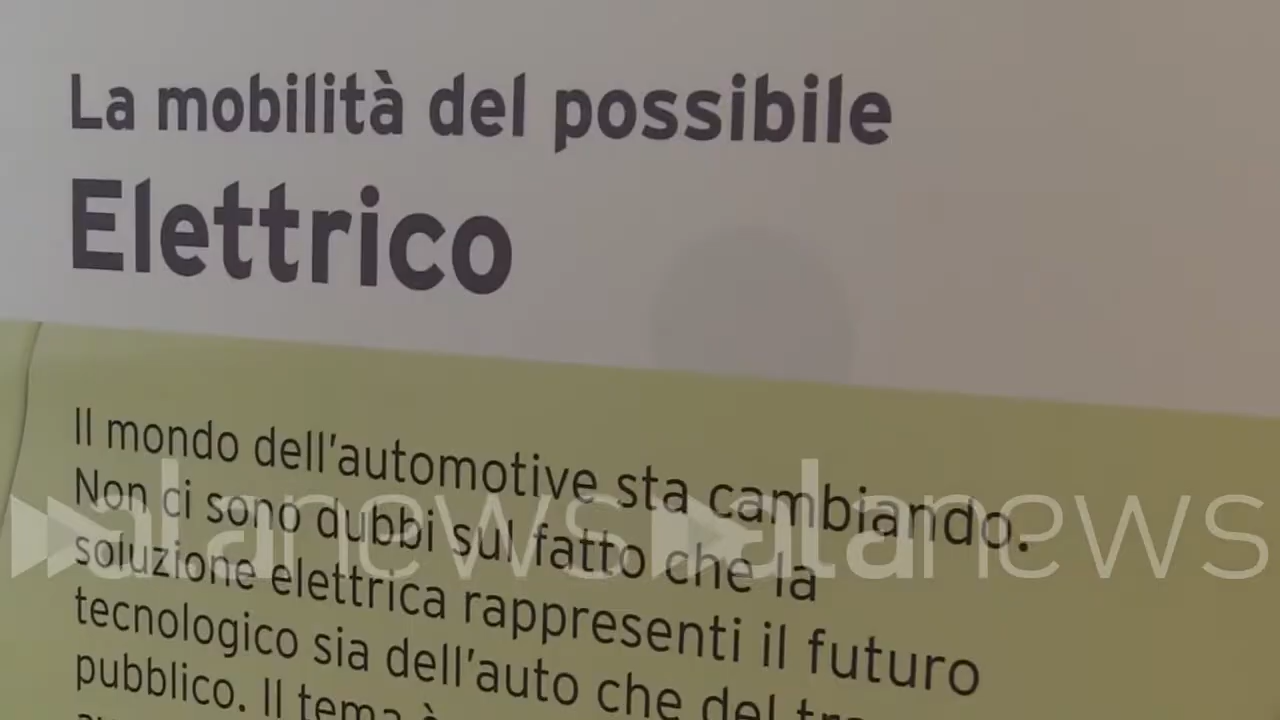 La mobilità del possibile
Elettrico
Il mondo dell'automotive sta cambiando.
Non ci sono dubbi sul fatto che la
soluzione elettrica rappresenti il futuro
tecnologico sia dell'auto che del
pubblico. Il tema è
alanews alanews